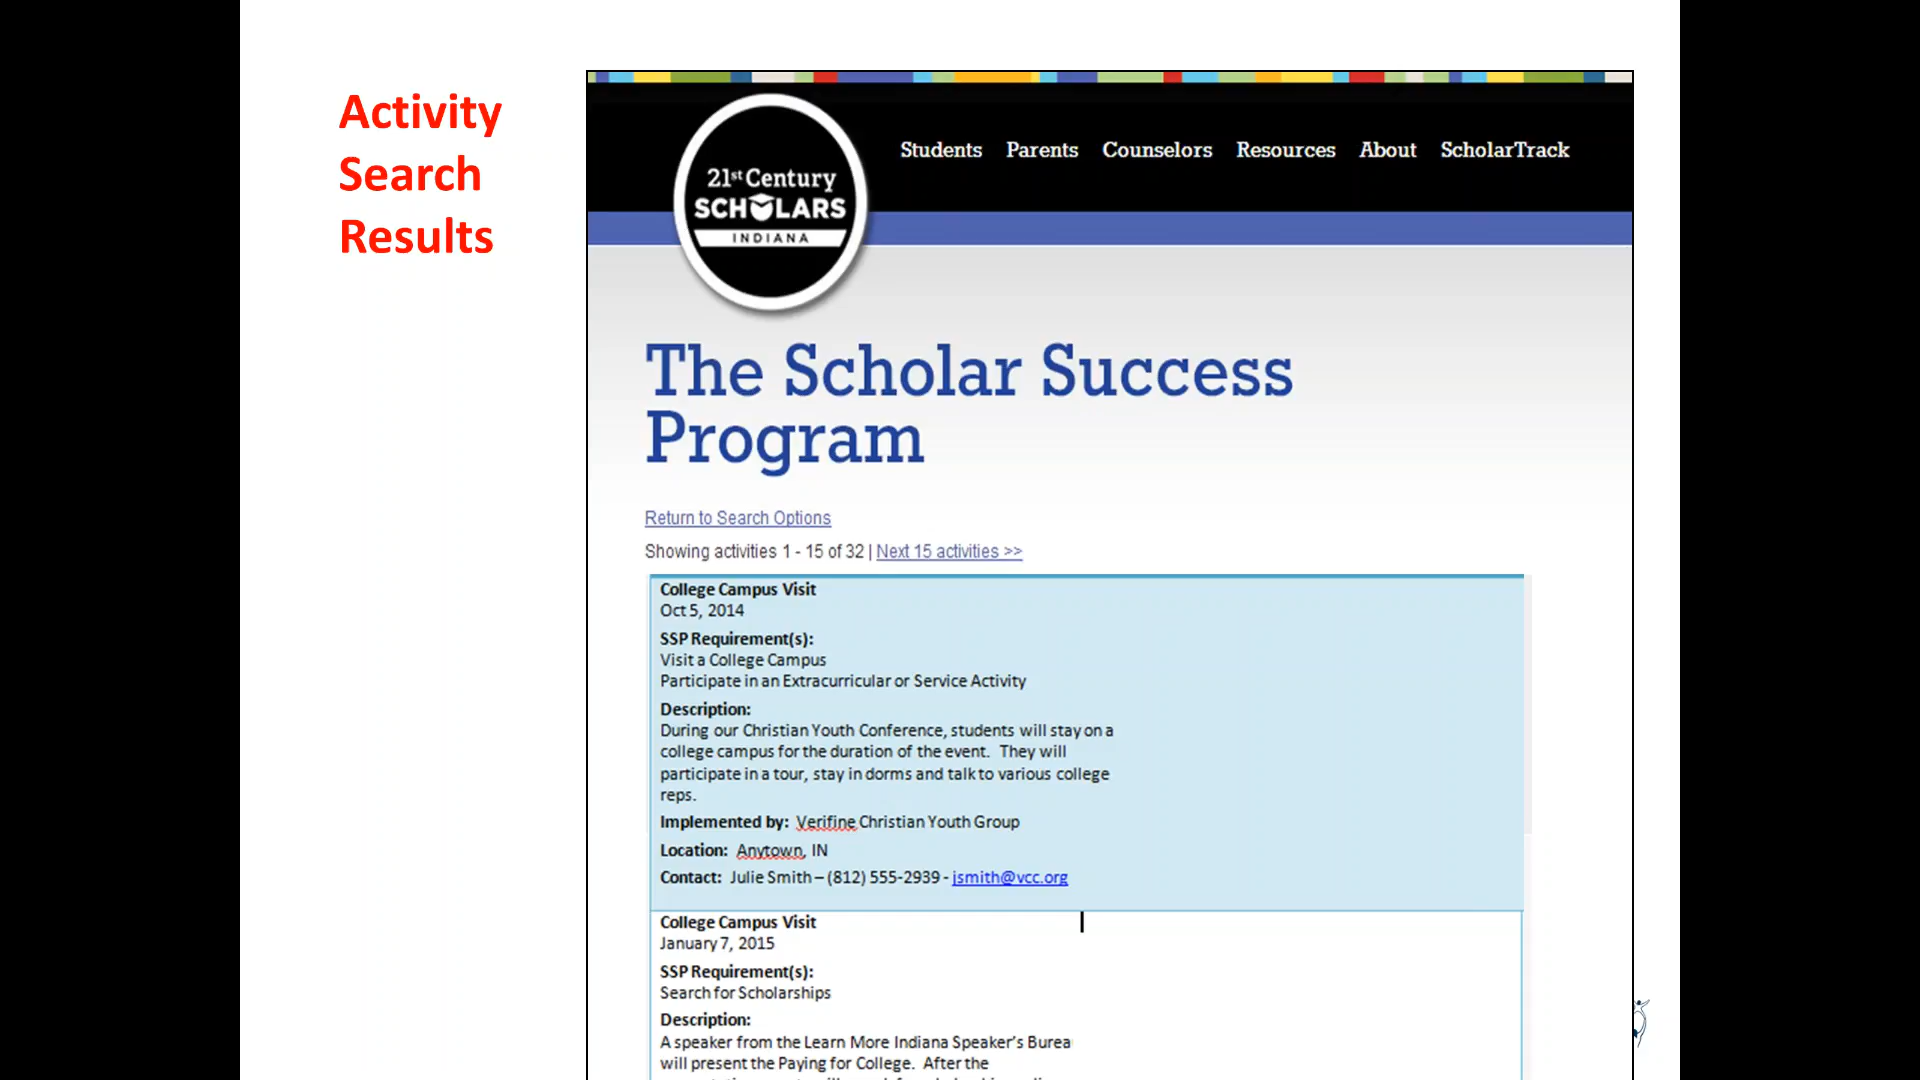 Activity
Search
Results
21st Century
SCHOLARS
INDIANA
Students Parents Counselors Resources About ScholarTrack
The Scholar Success
Program
Return to Search Options
Showing activities 1 - 15 of 32 | Next 15 activities >>
College Campus Visit
Oct 5, 2014
SSP Requirement(s):
Visit a College Campus
Participate in an Extracurricular or Service Activity
Description:
During our Christian Youth Conference, students will stay on a
college campus for the duration of the event. They will
participate in a tour, stay in dorms and talk to various college
reps.
Implemented by: Verifine Christian Youth Group
Location: Anytown, IN
Contact: Julie Smith – (812) 555-2939 - jsmith@vcc.org
College Campus Visit
January 7, 2015
SSP Requirement(s):
Search for Scholarships
Description:
A speaker from the Learn More Indiana Speaker's Burea
will present the Paying for College. After the